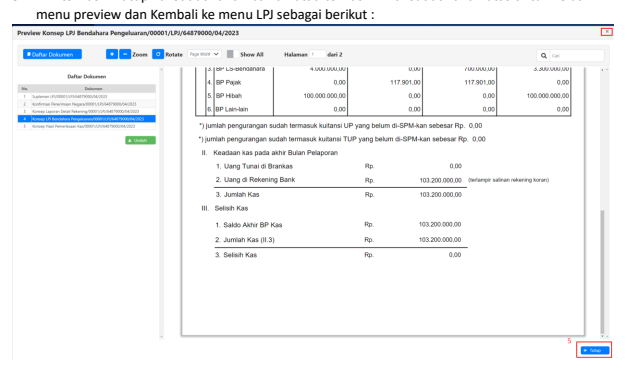 menu preview dan Kembali ke menu LPJ sebagai berikut :
Preview Konsep LPJ Bendahara Pengeluaran/00001/LPJ/64879000/04/2023
Daftar Dokumen + - Zoom Rotate Page Width Show All Halaman 1 dari 2 Cari
Daftar Dokumen
No. Dokumen
1 Suplemen LPJ/00001/LPJ/64879000/04/2023
2 Konfirmasi Penerimaan Negara/00001/LPJ/64879000/04/2023
3 Konsep Laporan Detail Rekening/00001/LPJ/64879000/04/2023
4 Konsep LPJ Bendahara Pengeluaran/00001/LPJ/64879000/04/2023
5 Konsep Hasil Pemeriksaan Kas/00001/LPJ/64879000/04/2023
Unduh
3. BP LS-Bendahara 4.000.000,00 0,00 700.000,00 3.300.000,00
4. BP Pajak 0,00 117.901,00 117.901,00 0,00
5. BP Hibah 100.000.000,00 0,00 0,00 100.000.000,00
6. BP Lain-lain 0,00 0,00 0,00 0,00
*) jumlah pengurangan sudah termasuk kuitansi UP yang belum di-SPM-kan sebesar Rp. 0,00
*) jumlah pengurangan sudah termasuk kuitansi TUP yang belum di-SPM-kan sebesar Rp. 0,00
II. Keadaan kas pada akhir Bulan Pelaporan
1. Uang Tunai di Brankas Rp. 0,00
2. Uang di Rekening Bank Rp. 103.200.000,00 (terlampir salinan rekening koran)
3. Jumlah Kas Rp. 103.200.000,00
III. Selisih Kas
1. Saldo Akhir BP Kas Rp. 103.200.000,00
2. Jumlah Kas (II.3) Rp. 103.200.000,00
3. Selisih Kas Rp. 0,00
5
× Tutup